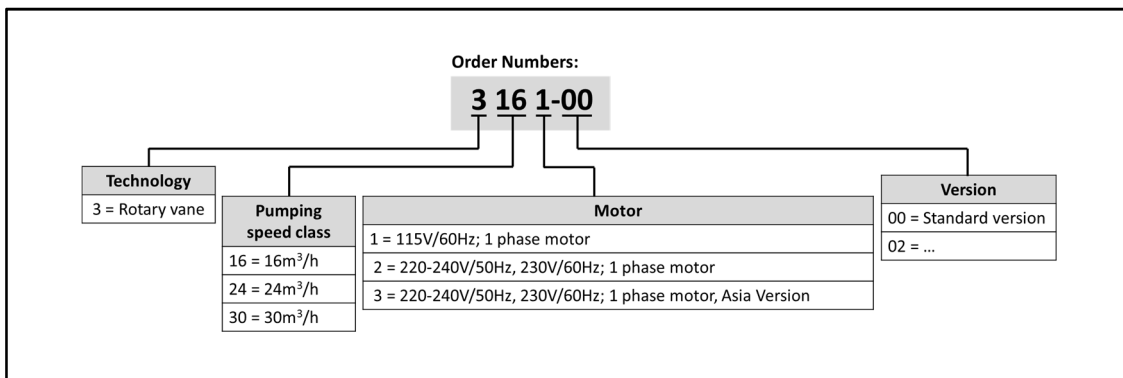 Order Numbers:
3 16 1-00
Technology
3 = Rotary vane
Pumping
speed class
16 = 16m³/h
24 = 24m³/h
30 = 30m³/h
Motor
1 = 115V/60Hz; 1 phase motor
2 = 220-240V/50Hz, 230V/60Hz; 1 phase motor
3 = 220-240V/50Hz, 230V/60Hz; 1 phase motor, Asia Version
Version
00 = Standard version
02 = ...